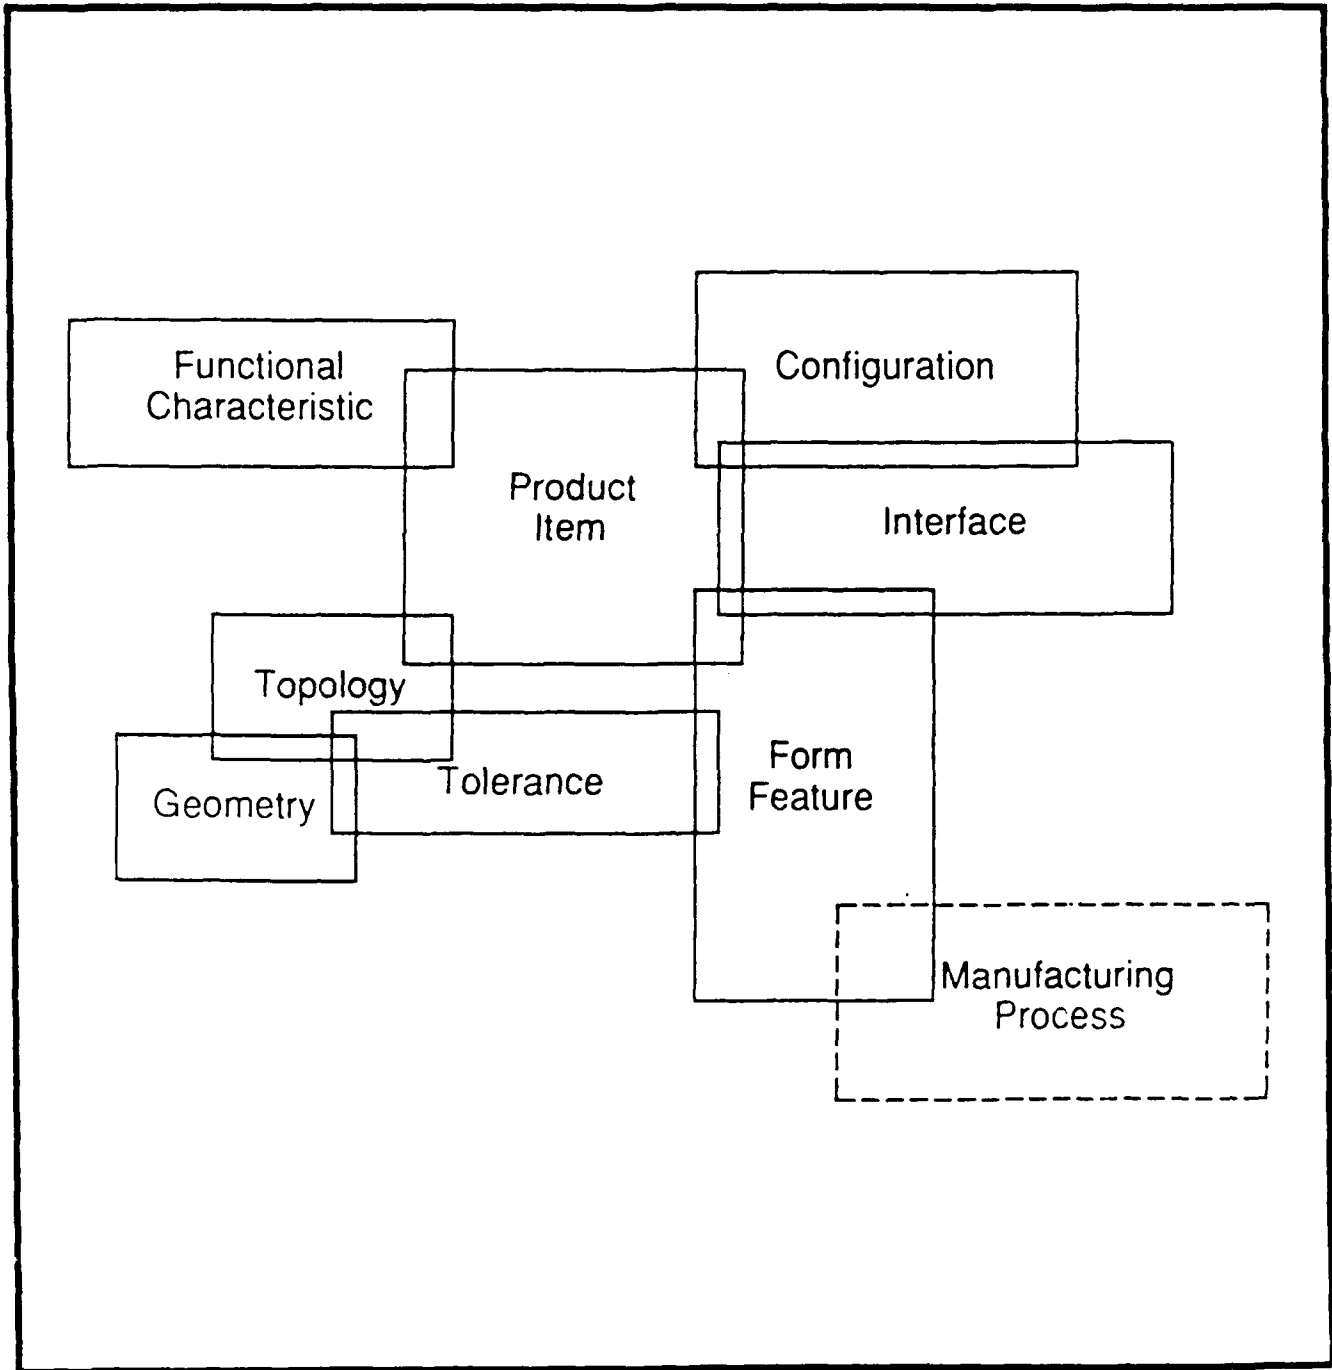 Functional
Characteristic
Configuration
Product
Item
Interface
Topology
Tolerance
Geometry
Form
Feature
Manufacturing
Process